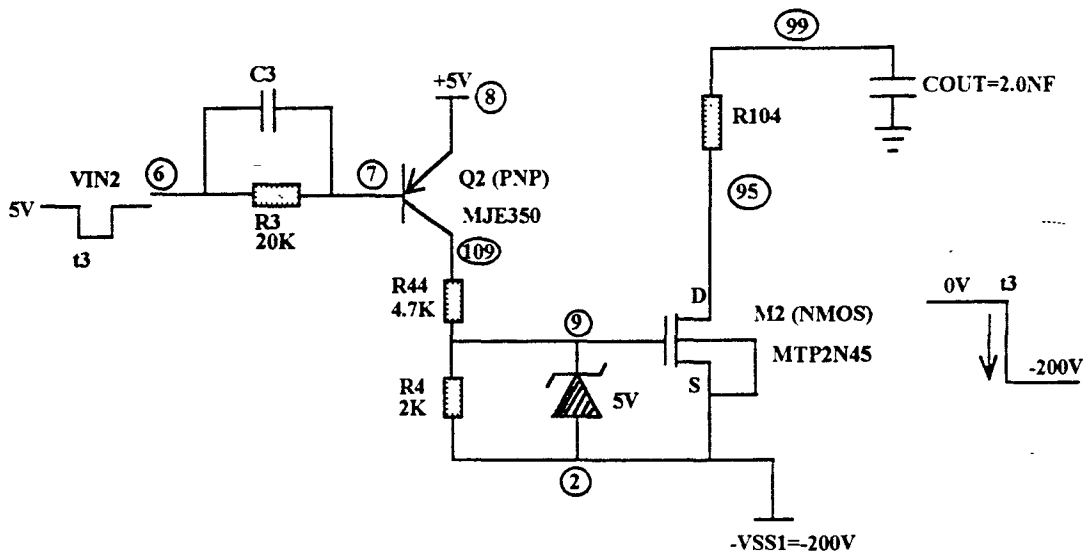 99
C3
+5V
8
COUT=2.0NF
R104
VIN2
6
7
Q2 (PNP)
95
5V
MJE350
R3
20K
t3
109
R44
4.7K
0V
t3
D
M2 (NMOS)
9
MTP2N45
-200V
S
R4
2K
5V
2
-VSS1=-200V